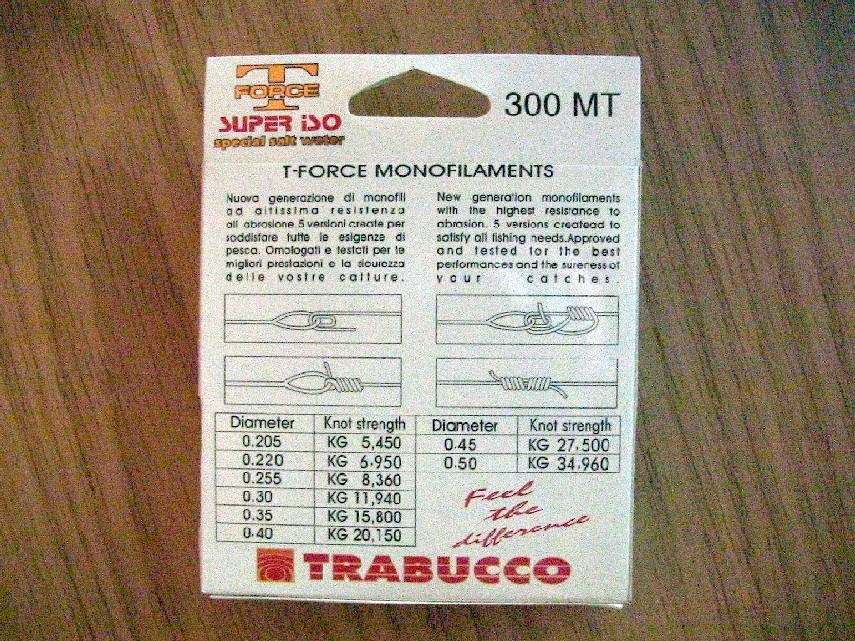 T
FORCE
SUPER ISO
special salt water
300 MT
T-FORCE MONOFILAMENTS
Nuova generazione di monofili
ad altissima resistenza
all abrosione. 5 versioni create per
soddisfare tutte le esigenze di
pesca. Omologati e testati per le
migliori prestazioni e la sicurezza
delle vostre catture.
New generation monofilaments
with the highest resistance to
abrasion. 5 versions createad to
satisfy all fishing needs.Approved
and tested for the best
performances and the sureness of
your catches.
Diameter Knot strength
0.205 KG 5,450
0.220 KG 6,950
0.255 KG 8,360
0.30 KG 11,940
0.35 KG 15,800
0.40 KG 20,150
Diameter Knot strength
0.45 KG 27,500
0.50 KG 34,960
Feel
the
difference
TRABUCCO